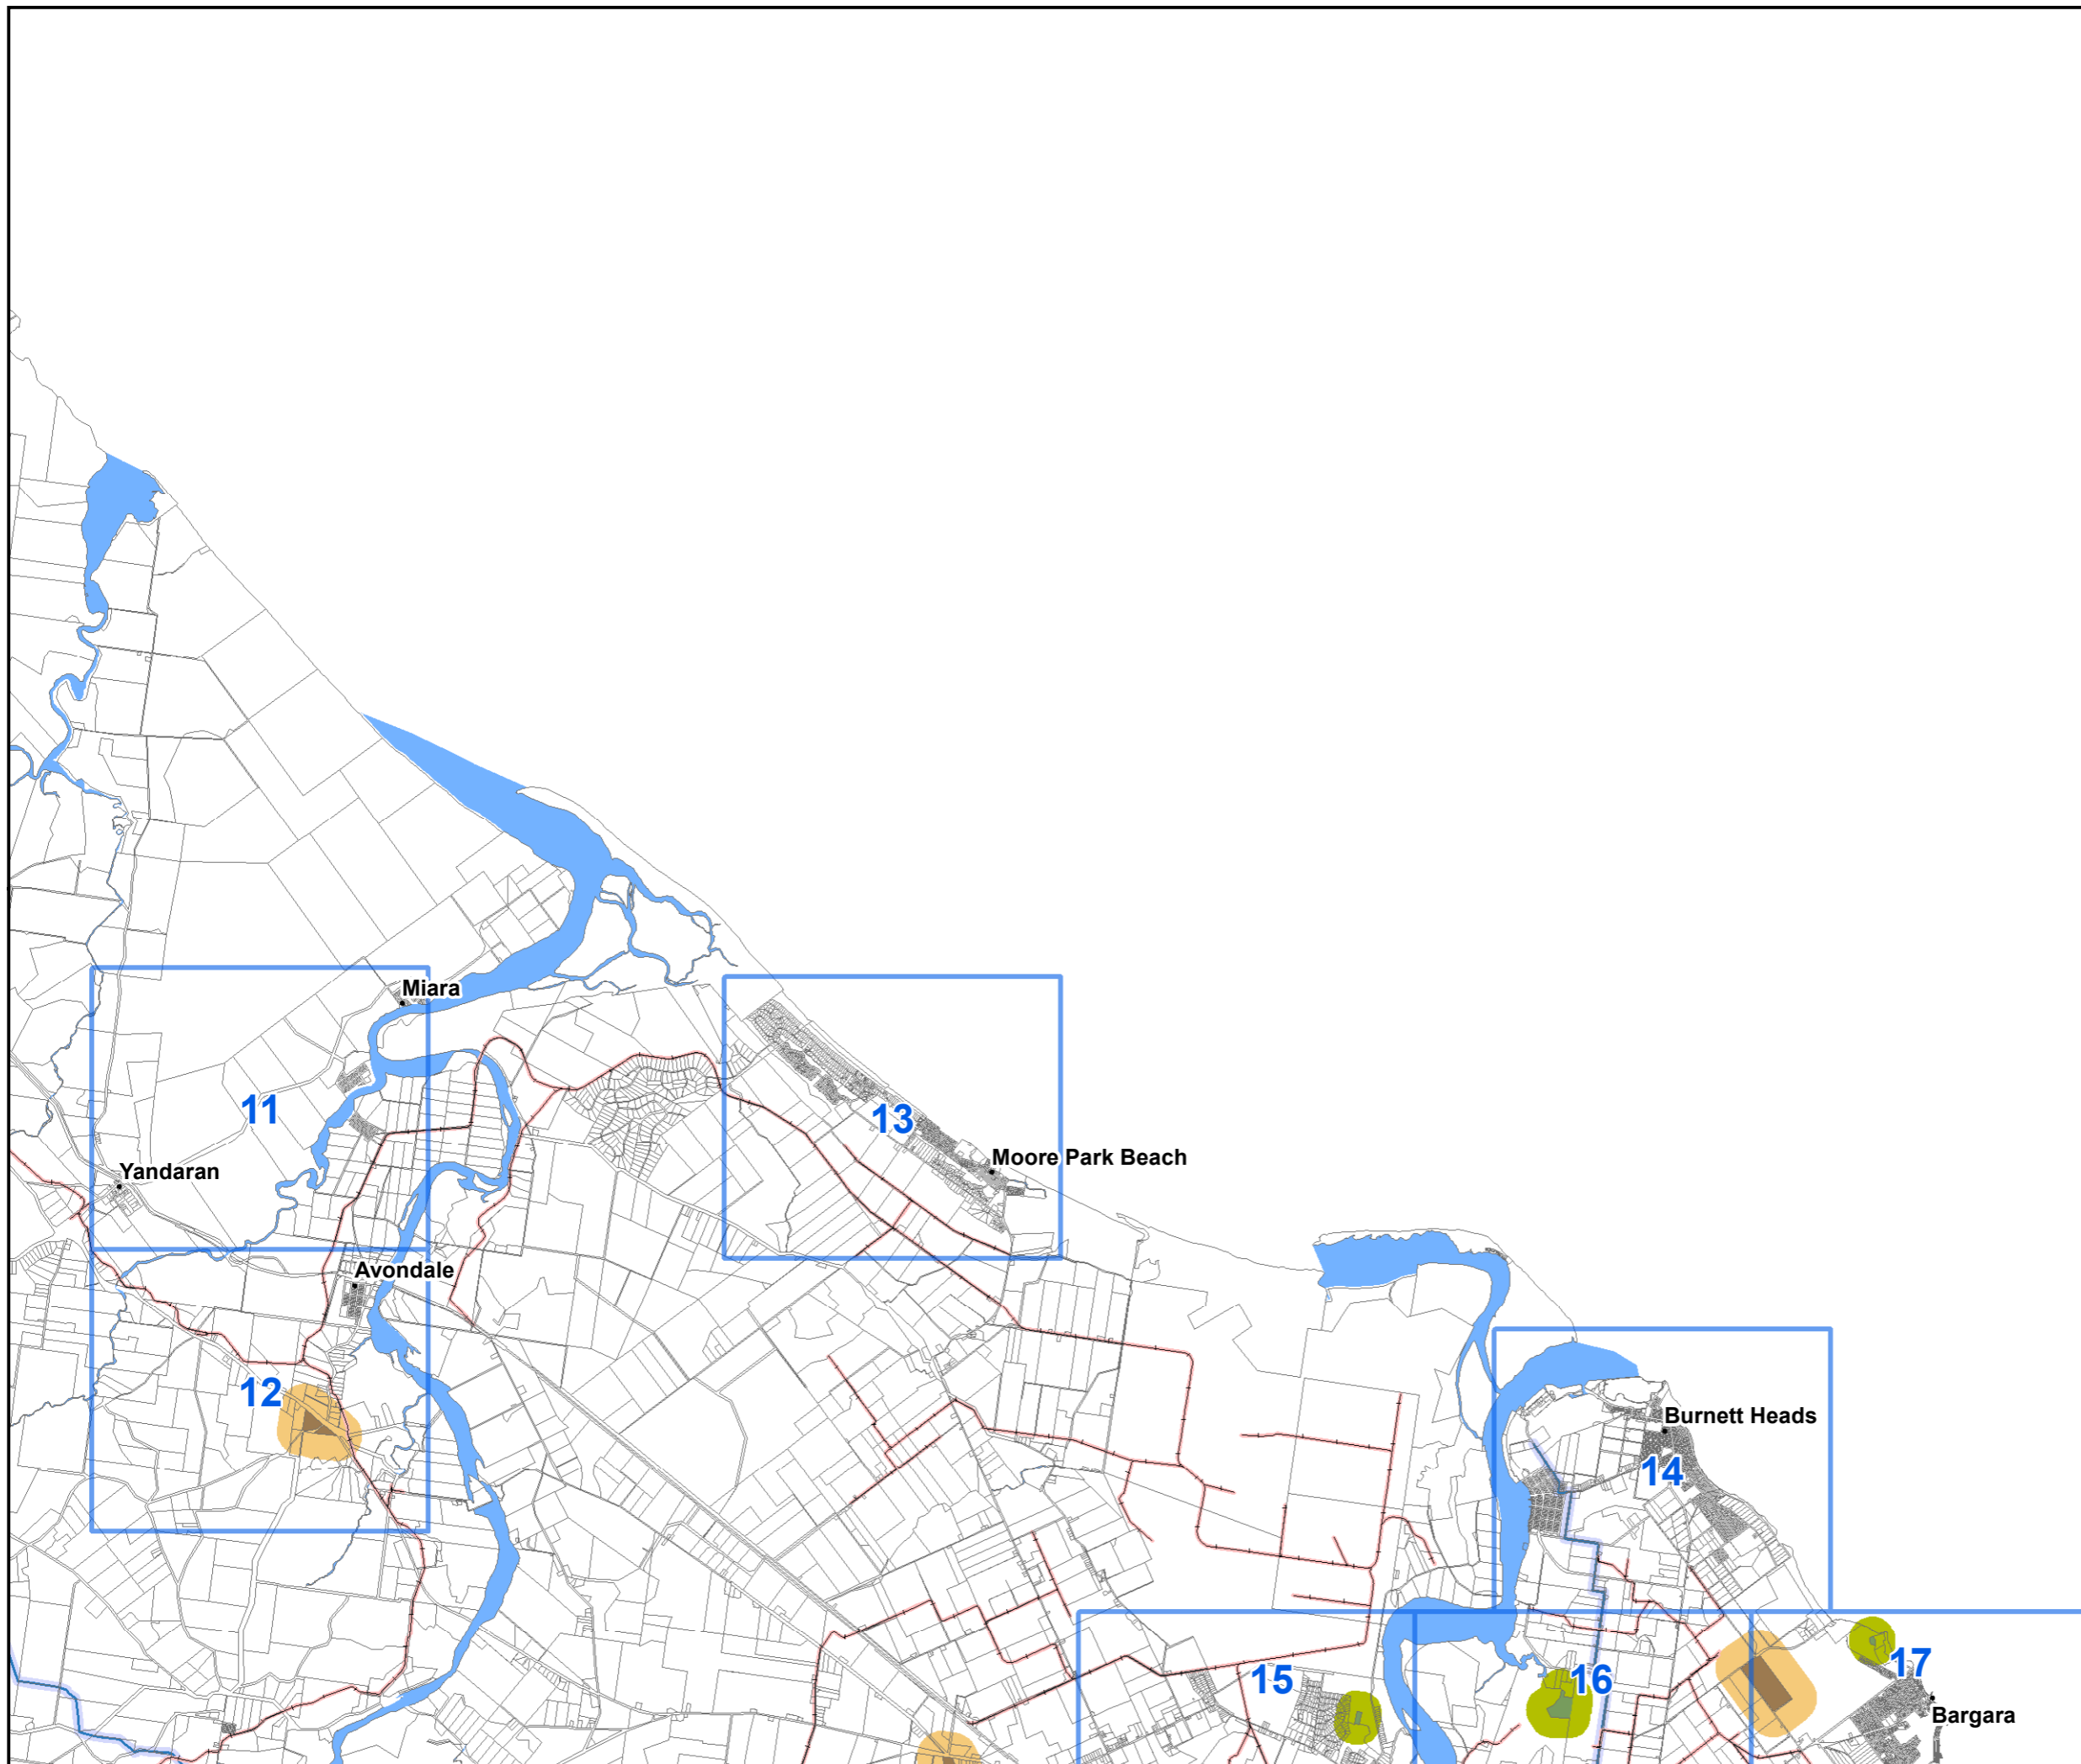 Miara
11
13
Moore Park Beach
Yandaran
Avondale
12
Burnett Heads
14
15
16
17
Bargara